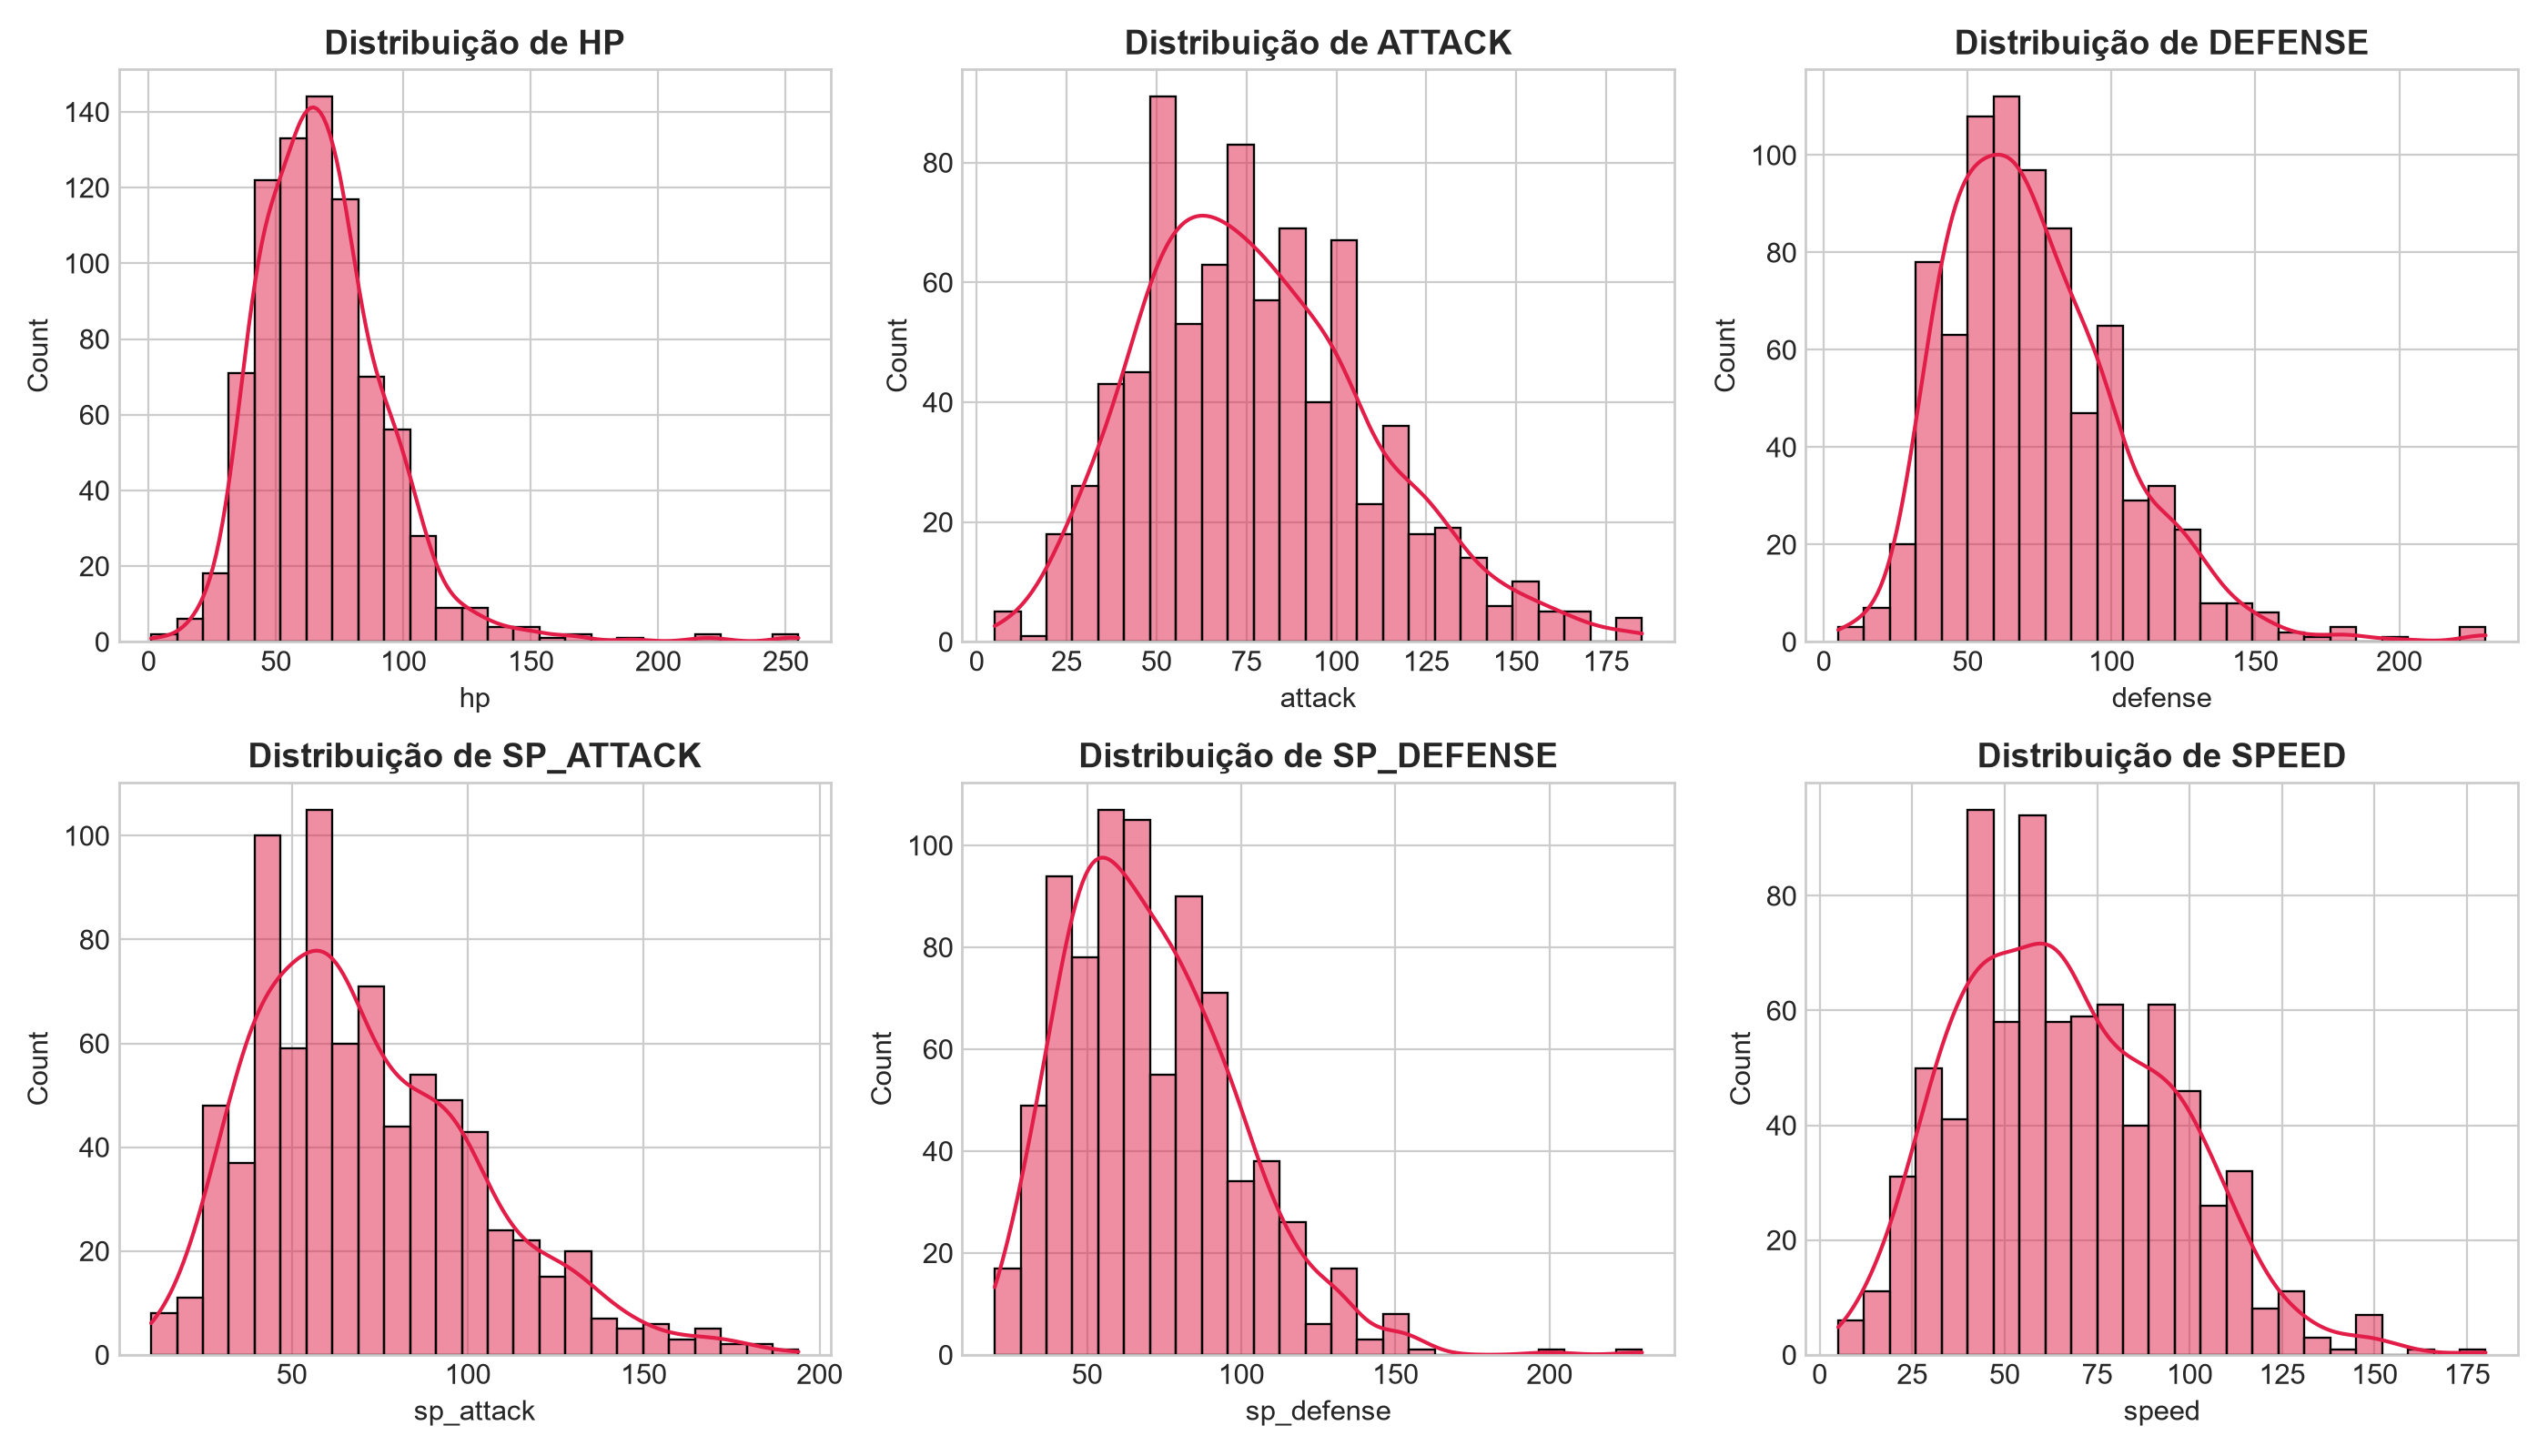 Distribuição de HP
140
120
100
80
60
40
20
0
Count
0 50 100 150 200 250
hp
Distribuição de ATTACK
80
60
40
20
0
Count
0 25 50 75 100 125 150 175
attack
Distribuição de DEFENSE
100
80
60
40
20
0
Count
0 50 100 150 200
defense
Distribuição de SP_ATTACK
100
80
60
40
20
0
Count
50 100 150 200
sp_attack
Distribuição de SP_DEFENSE
100
80
60
40
20
0
Count
50 100 150 200
sp_defense
Distribuição de SPEED
80
60
40
20
0
Count
0 25 50 75 100 125 150 175
speed